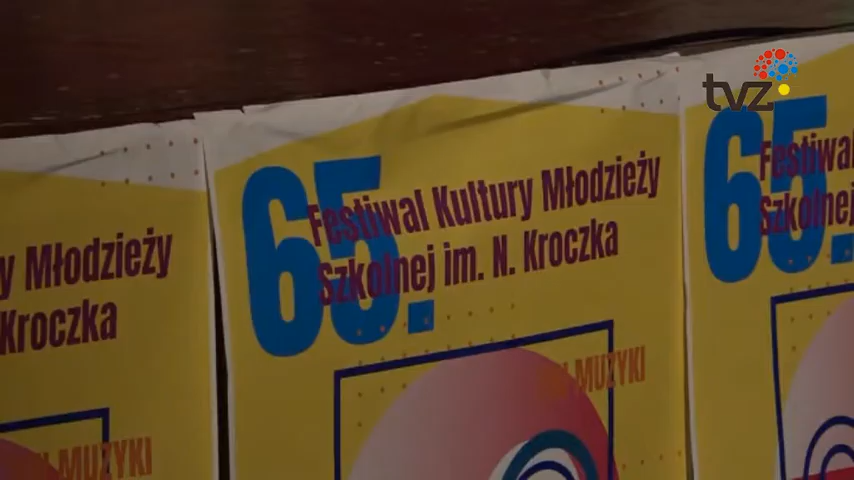 tvz
65.
Festiwal Kultury Młodzieży
Szkolnej im. N. Kroczka
MUZYKI
y Młodzieży
Kroczka
MUZYKI
65.
Festiwal
Szkolnej